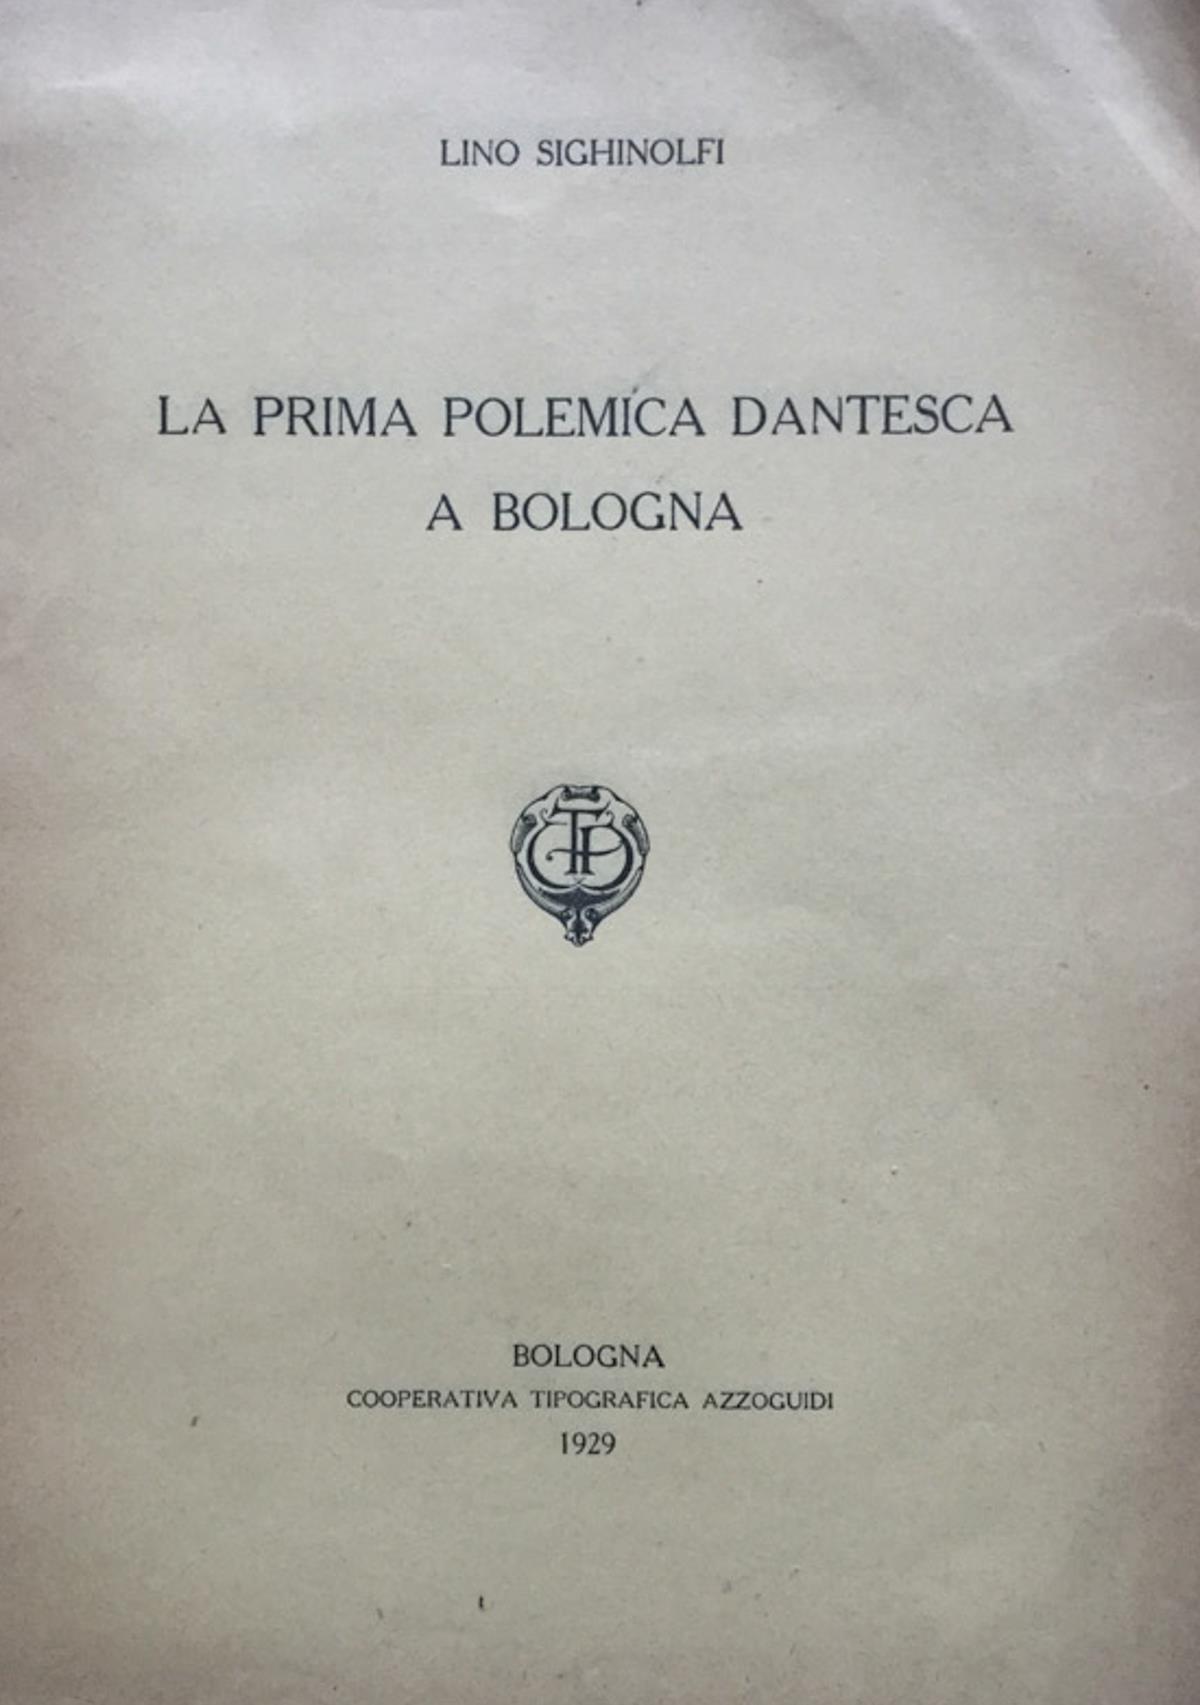 LINO SIGHINOLFI
LA PRIMA POLEMICA DANTESCA
A BOLOGNA
BOLOGNA
COOPERATIVA TIPOGRAFICA AZZOGUIDI
1929